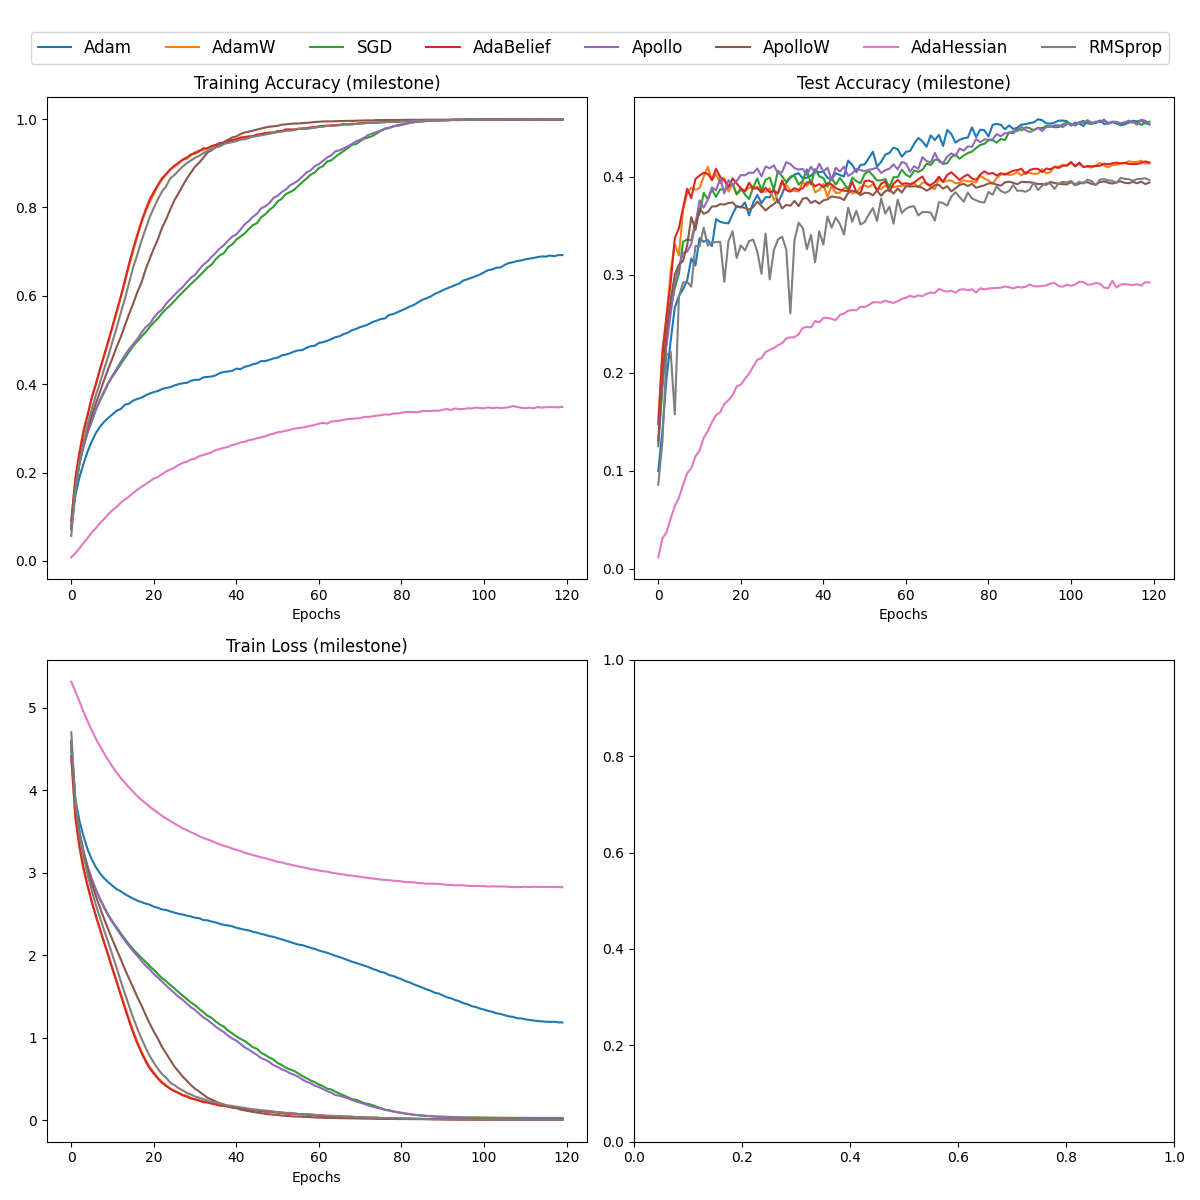 Adam AdamW SGD AdaBelief Apollo ApolloW AdaHessian RMSprop
Training Accuracy (milestone)
1.0
0.8
0.6
0.4
0.2
0.0
0 20 40 60 80 100 120
Epochs
Test Accuracy (milestone)
0.4
0.3
0.2
0.1
0.0
0 20 40 60 80 100 120
Epochs
Train Loss (milestone)
5
4
3
2
1
0
0 20 40 60 80 100 120
Epochs
1.0
0.8
0.6
0.4
0.2
0.0
0.0 0.2 0.4 0.6 0.8 1.0